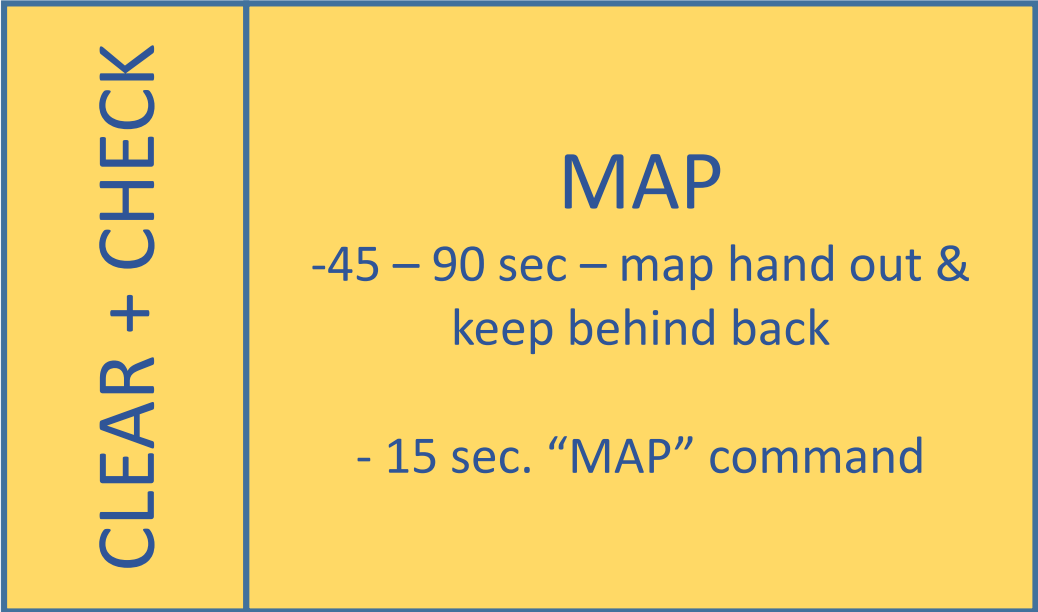 CLEAR + CHECK
MAP
-45 – 90 sec – map hand out &
keep behind back
- 15 sec. “MAP” command